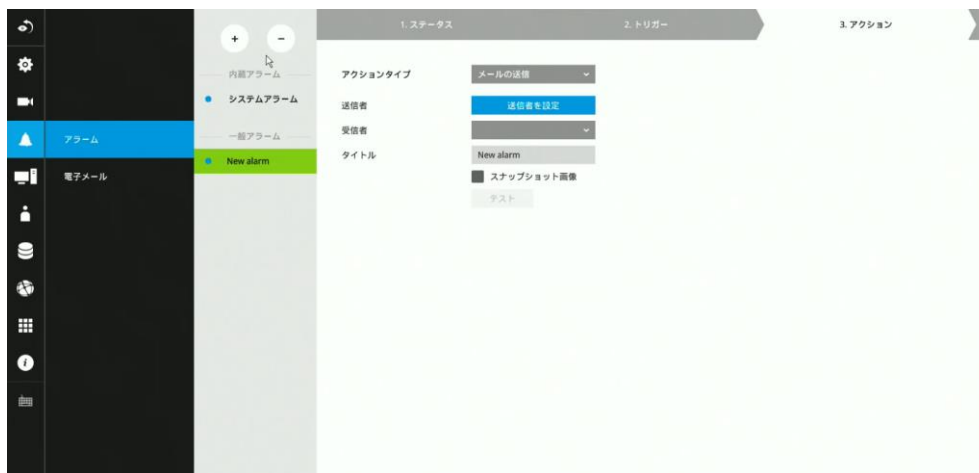 1. ステータス
2. トリガー
3. アクション
+
−
内蔵アラーム
システムアラーム
一般アラーム
New alarm
アラーム
電子メール
アクションタイプ
メールの送信
送信者
送信者を設定
受信者
タイトル
New alarm
スナップショット画像
テスト